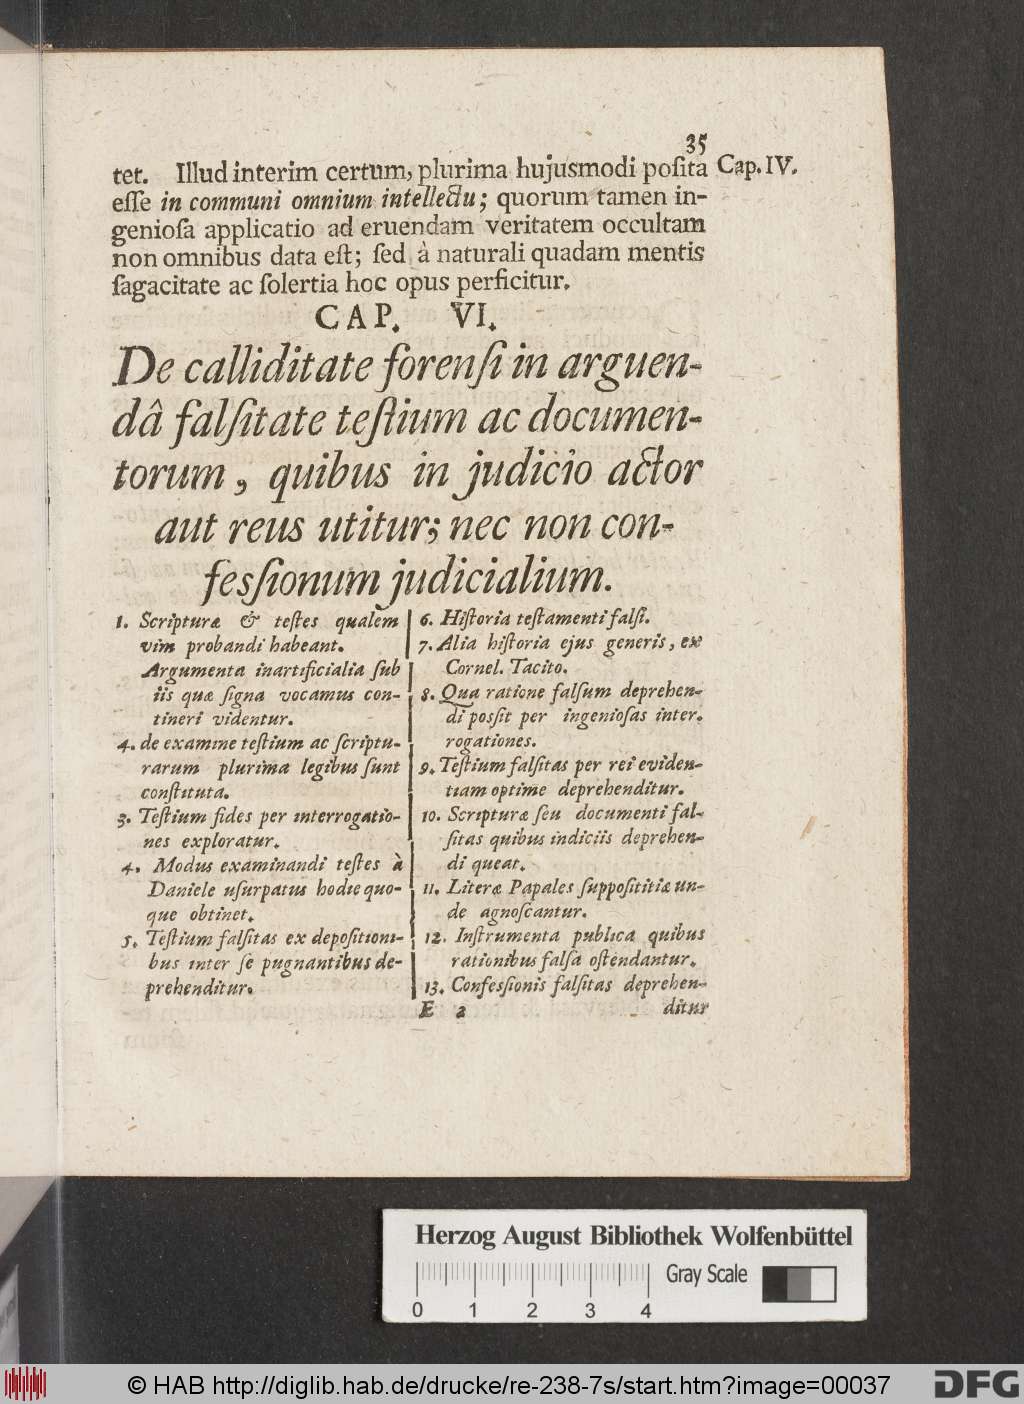 35
tet. Illud interim certum, plurima hujusmodi poſita Cap. IV.
eſſe in communi omnium intellectu; quorum tamen in-
genioſa applicatio ad eruendam veritatem occultam
non omnibus data eſt; ſed à naturali quadam mentis
ſagacitate ac ſolertia hoc opus perficitur.
CAP. VI.
De calliditate forenſi in arguen-
dâ falſitate teſtium ac documen-
torum, quibus in judicio actor
aut reus utitur; nec non con-
feſſionum judicialium.
1. Scripturæ & teſtes qualem
vim probandi habeant.
Argumenta inartificialia ſub
iis quæ ſigna vocamus con-
tineri videntur.
4. de examine teſtium ac ſcriptu-
rarum plurima legibus ſunt
conſtituta.
3. Teſtium fides per interrogatio-
nes exploratur.
4. Modus examinandi teſtes à
Daniele uſurpatus hodie quo-
que obtinet.
5. Teſtium falſitas ex depoſitioni-
bus inter ſe pugnantibus de-
prehenditur.
6. Hiſtoria teſtamenti falſi.
7. Alia hiſtoria ejus generis, ex
Cornel. Tacito.
8. Qua ratione falſum deprehen-
di poſſit per ingenioſas inter-
rogationes.
9. Teſtium falſitas per rei eviden-
tiam optime deprehenditur.
10. Scripturæ ſeu documenti fal-
ſitas quibus indiciis deprehen-
di queat.
11. Literæ Papales ſuppoſititiæ un-
de agnoſcantur.
12. Inſtrumenta publica quibus
rationibus falſa oſtendantur.
13. Confeſſionis falſitas deprehen-
E 2 ditur
Herzog August Bibliothek Wolfenbüttel
Gray Scale
0 1 2 3 4
© HAB http://diglib.hab.de/drucke/re-238-7s/start.htm?image=00037
DFG